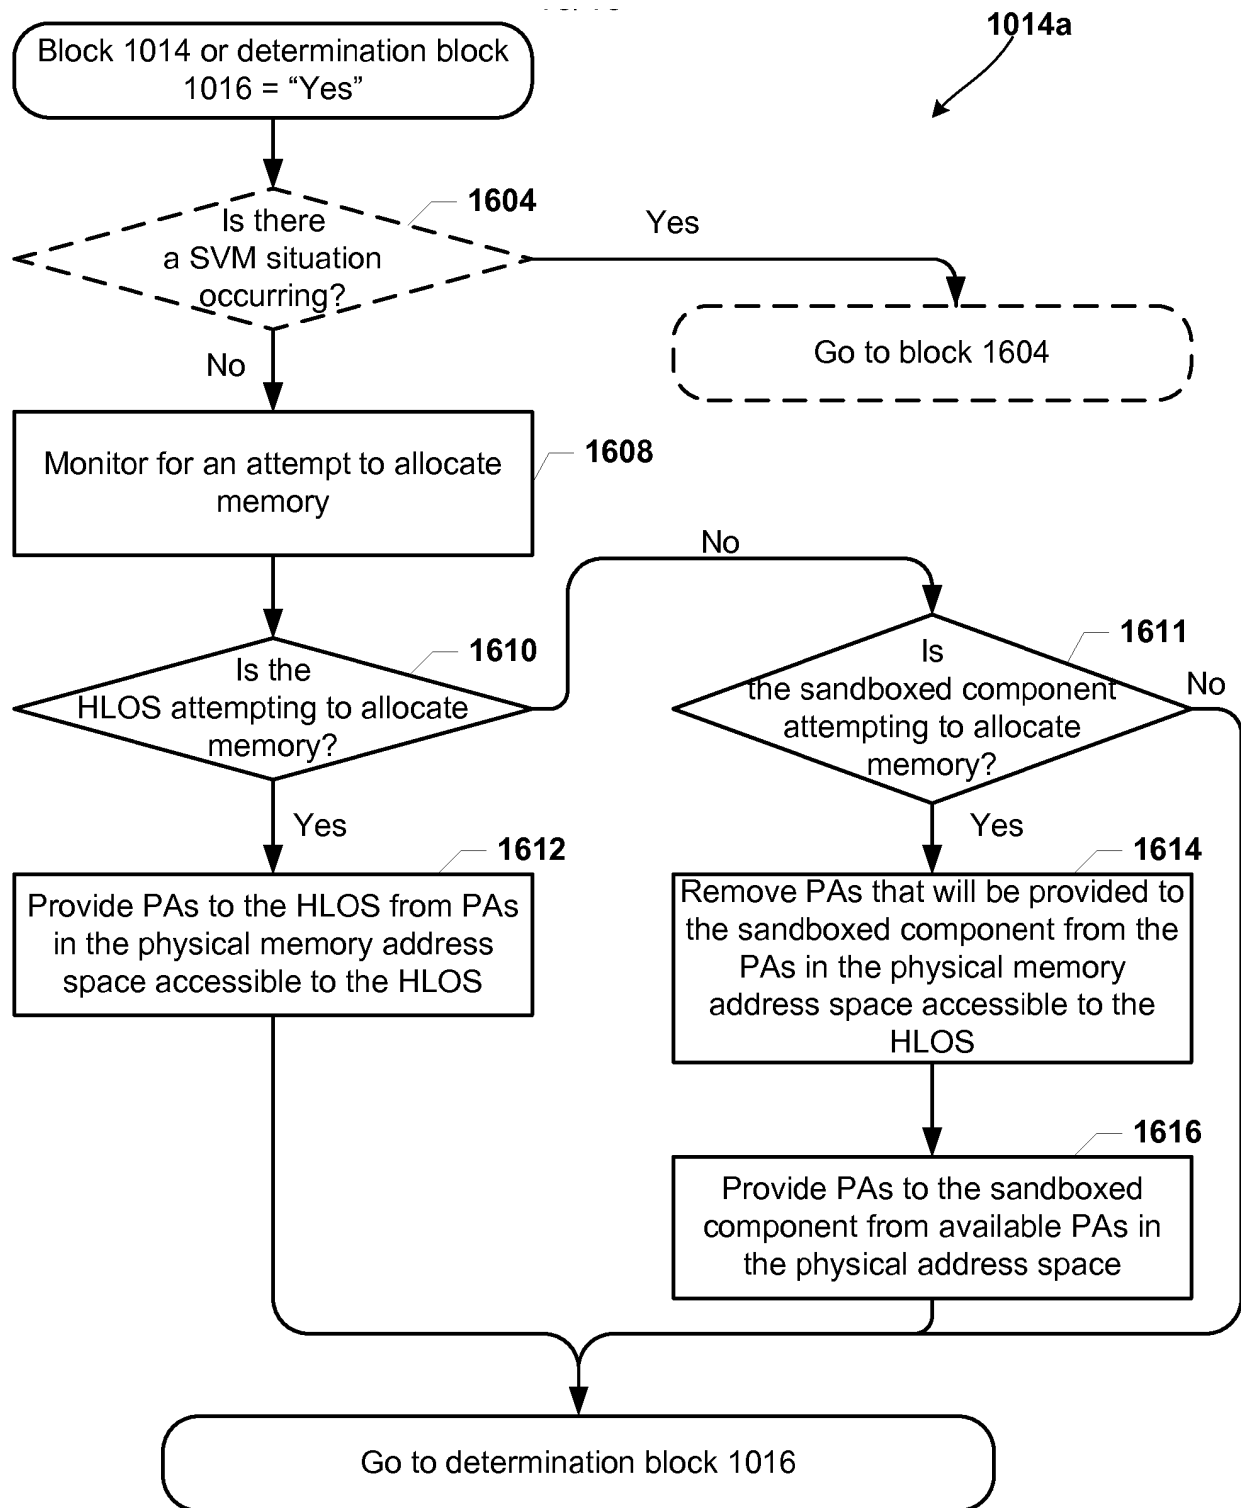 1014a
Block 1014 or determination block
1016 = “Yes”
1604
Is there
a SVM situation
occurring?
Yes
Go to block 1604
No
Monitor for an attempt to allocate
memory
1608
No
1610
Is the
HLOS attempting to allocate
memory?
1611
Is
the sandboxed component
attempting to allocate
memory?
No
Yes
Yes
1612
Provide PAs to the HLOS from PAs
in the physical memory address
space accessible to the HLOS
1614
Remove PAs that will be provided to
the sandboxed component from the
PAs in the physical memory
address space accessible to the
HLOS
1616
Provide PAs to the sandboxed
component from available PAs in
the physical address space
Go to determination block 1016